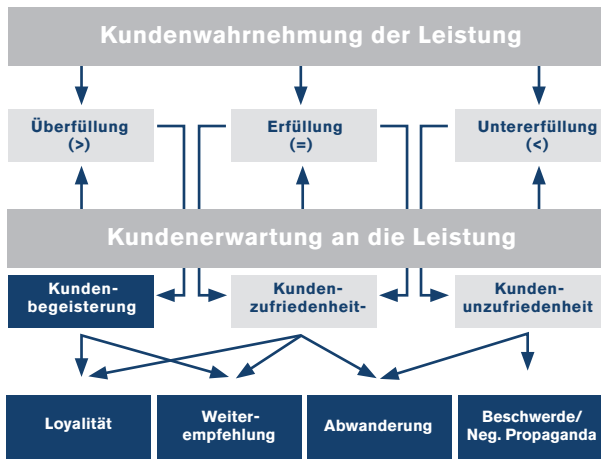 Kundenwahrnehmung der Leistung
Überfüllung
(>)
Erfüllung
(=)
Untererfüllung
(<)
Kundenerwartung an die Leistung
Kunden-
begeisterung
Kunden-
zufriedenheit-
Kunden-
unzufriedenheit
Loyalität
Weiter-
empfehlung
Abwanderung
Beschwerde/
Neg. Propaganda